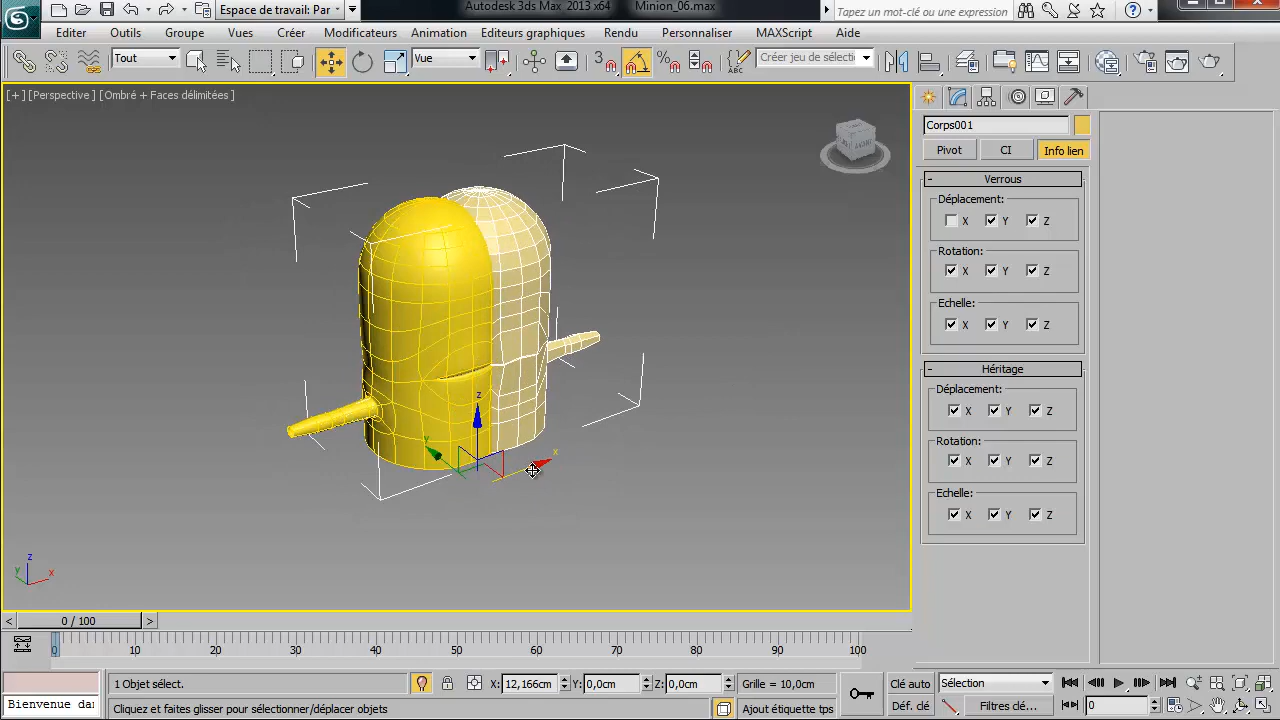 Espace de travail: Par
Autodesk 3ds Max 2013 x64 Minion_06.max
Tapez un mot-clé ou une expression
Editer Outils Groupe Vues Créer Modificateurs Animation Editeurs graphiques Rendu Personnaliser MAXScript Aide
Tout Vue 3 ABC Créer jeu de sélecti
[+] [Perspective] [Ombré + Faces délimitées]
Corps001
Pivot CI Info lien
- Verrous
Déplacement:
X Y Z
Rotation:
X Y Z
Echelle:
X Y Z
- Héritage
Déplacement:
X Y Z
Rotation:
X Y Z
Echelle:
X Y Z
z
y x
z
y x
< 0 / 100 >
0 10 20 30 40 50 60 70 80 90 100
1 Objet sélect. X: 12,166cm Y: 0,0cm Z: 0,0cm Grille = 10,0cm Clé auto Sélection
Bienvenue dan Cliquez et faites glisser pour sélectionner/déplacer objets Ajout étiquette tps Déf. clé Filtres clé... 0